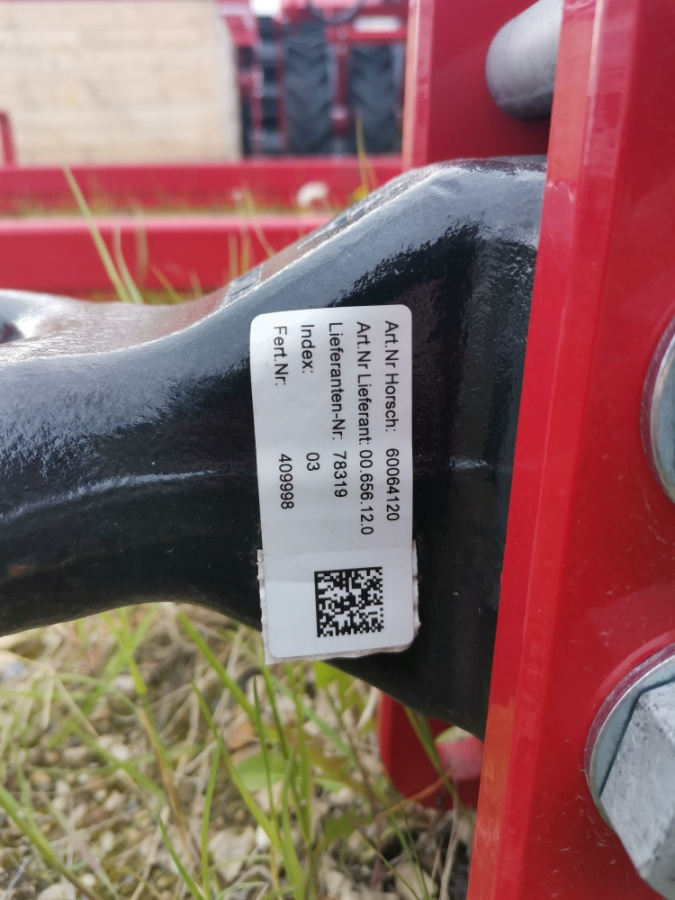 Art.Nr Horsch: 60064120
Art.Nr Lieferant: 00.656.12.0
Lieferanten-Nr: 78319
Index: 03
Fert.Nr: 409998